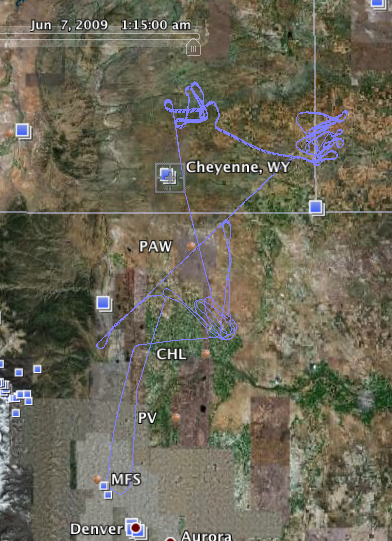 Jun 7, 2009 1:15:00 am
Cheyenne, WY
PAW
CHL
PV
MFS
Denver
Aurora